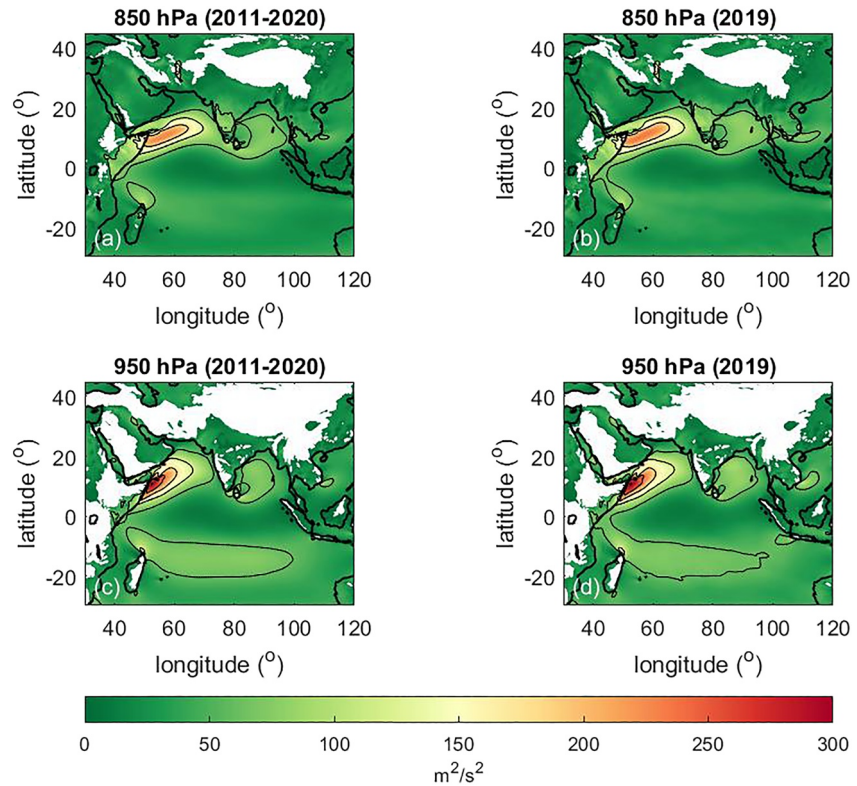 850 hPa (2011-2020)
850 hPa (2019)
40
20
0
-20
latitude (°)
(a)
40 60 80 100 120
longitude (°)
40
20
0
-20
latitude (°)
(b)
40 60 80 100 120
longitude (°)
950 hPa (2011-2020)
950 hPa (2019)
40
20
0
-20
latitude (°)
(c)
40 60 80 100 120
longitude (°)
40
20
0
-20
latitude (°)
(d)
40 60 80 100 120
longitude (°)
0 50 100 150 200 250 300
m²/s²